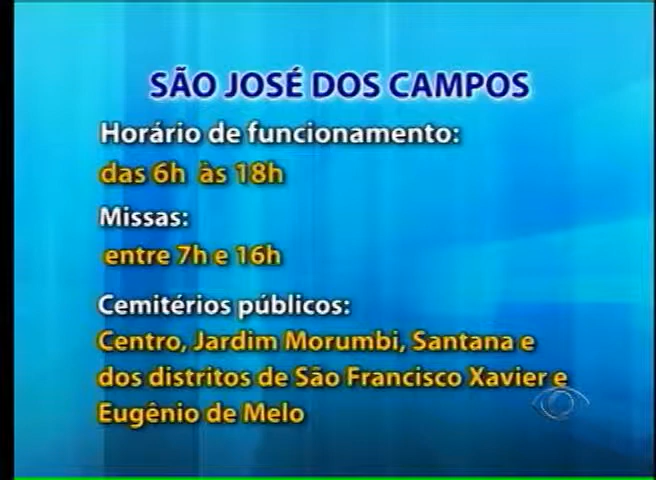 SÃO JOSÉ DOS CAMPOS
Horário de funcionamento:
das 6h às 18h
Missas:
entre 7h e 16h
Cemitérios públicos:
Centro, Jardim Morumbi, Santana e
dos distritos de São Francisco Xavier e
Eugênio de Melo